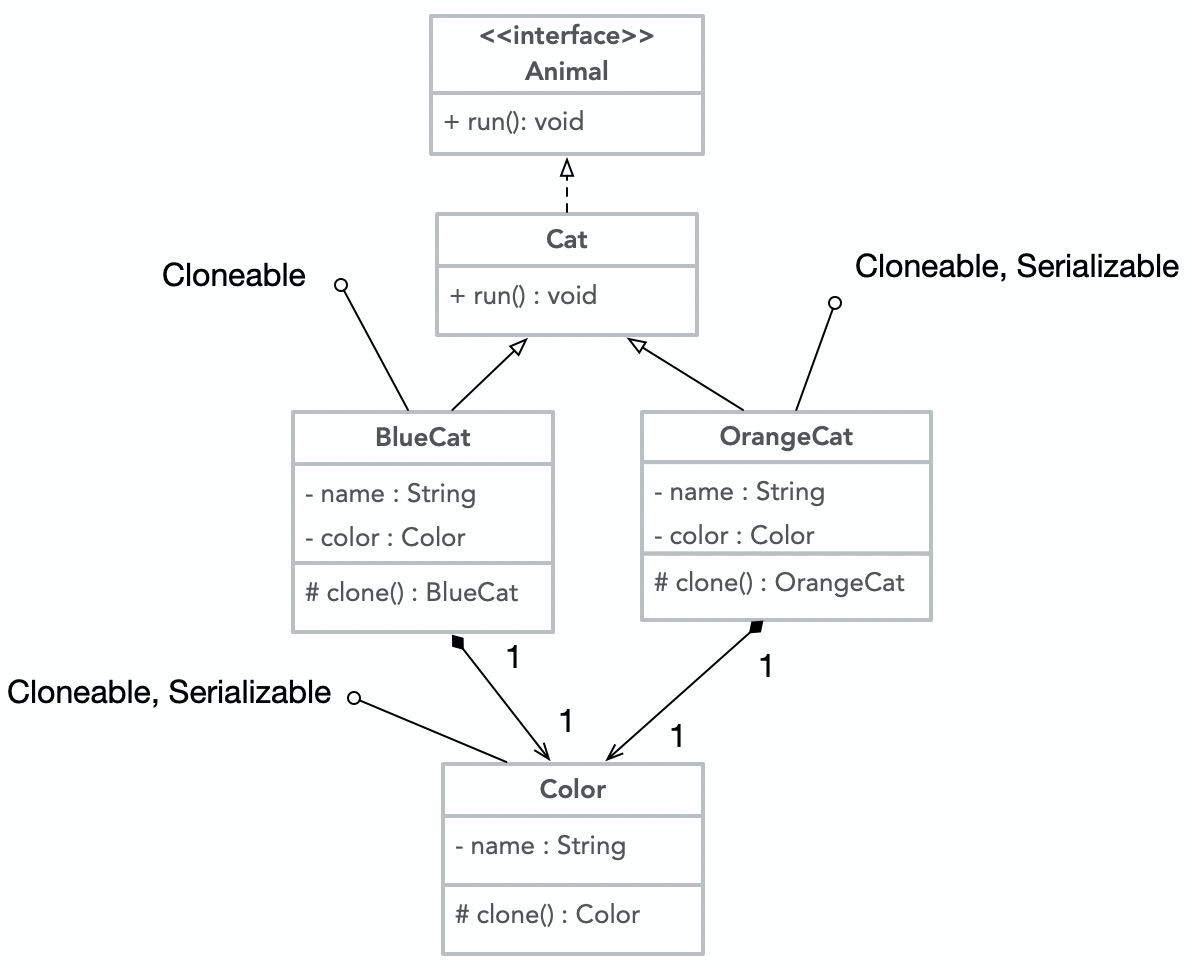 <<interface>>
Animal
+ run(): void
Cat
+ run() : void
Cloneable
Cloneable, Serializable
BlueCat
- name : String
- color : Color
# clone() : BlueCat
OrangeCat
- name : String
- color : Color
# clone() : OrangeCat
1
1
1
1
Cloneable, Serializable
Color
- name : String
# clone() : Color